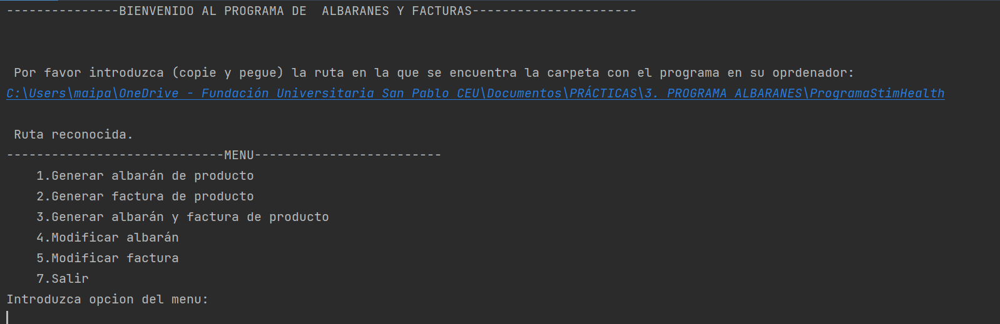 ---------------BIENVENIDO AL PROGRAMA DE  ALBARANES Y FACTURAS----------------------
Por favor introduzca (copie y pegue) la ruta en la que se encuentra la carpeta con el programa en su oprdenador:
C:\Users\maipa\OneDrive - Fundación Universitaria San Pablo CEU\Documentos\PRÁCTICAS\3. PROGRAMA ALBARANES\ProgramaStimHealth
Ruta reconocida.
-----------------------------MENU-------------------------
1.Generar albarán de producto
2.Generar factura de producto
3.Generar albarán y factura de producto
4.Modificar albarán
5.Modificar factura
7.Salir
Introduzca opcion del menu: